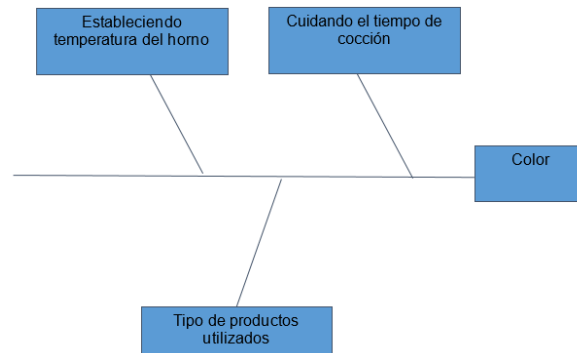 Estableciendo
temperatura del horno
Cuidando el tiempo de
cocción
Color
Tipo de productos
utilizados